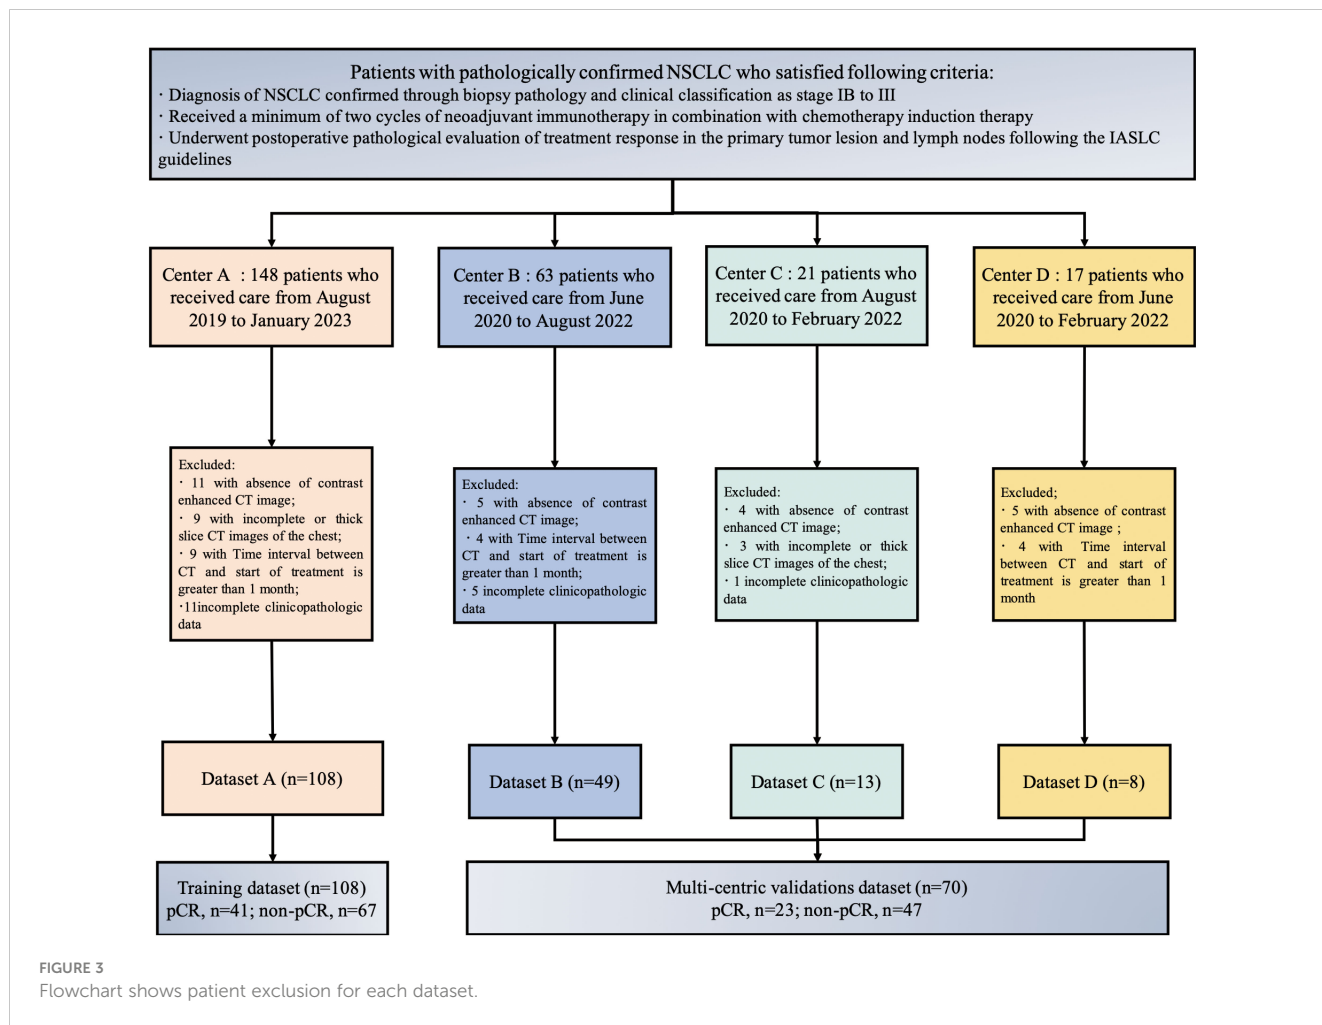 Patients with pathologically confirmed NSCLC who satisfied following criteria:
· Diagnosis of NSCLC confirmed through biopsy pathology and clinical classification as stage IB to III
· Received a minimum of two cycles of neoadjuvant immunotherapy in combination with chemotherapy induction therapy
· Underwent postoperative pathological evaluation of treatment response in the primary tumor lesion and lymph nodes following the IASLC
guidelines
Center A : 148 patients who
received care from August
2019 to January 2023
Center B : 63 patients who
received care from June
2020 to August 2022
Center C : 21 patients who
received care from August
2020 to February 2022
Center D : 17 patients who
received care from June
2020 to February 2022
Excluded:
· 11 with absence of contrast
enhanced CT image;
· 9 with incomplete or thick
slice CT images of the chest;
· 9 with Time interval between
CT and start of treatment is
greater than 1 month;
·11incomplete clinicopathologic
data
Excluded:
· 5 with absence of contrast
enhanced CT image;
· 4 with Time interval between
CT and start of treatment is
greater than 1 month;
· 5 incomplete clinicopathologic
data
Excluded:
· 4 with absence of contrast
enhanced CT image;
· 3 with incomplete or thick
slice CT images of the chest;
· 1 incomplete clinicopathologic
data
Excluded;
· 5 with absence of contrast
enhanced CT image ;
· 4 with Time interval
between CT and start of
treatment is greater than 1
month
Dataset A (n=108)
Dataset B (n=49)
Dataset C (n=13)
Dataset D (n=8)
Training dataset (n=108)
pCR, n=41; non-pCR, n=67
Multi-centric validations dataset (n=70)
pCR, n=23; non-pCR, n=47
FIGURE 3
Flowchart shows patient exclusion for each dataset.